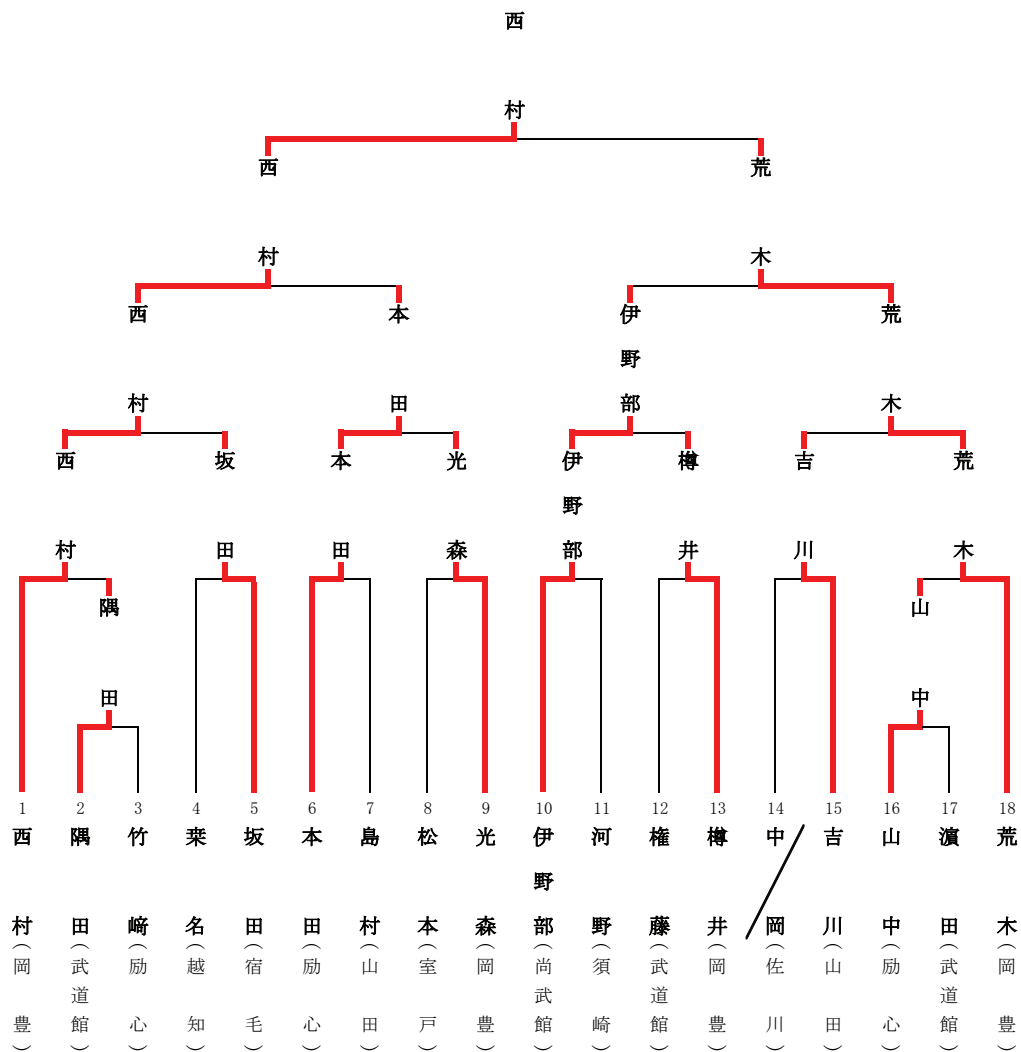 西村
西村
荒木
西村
本田
伊野部
荒木
西村
坂田
本田
光森
伊野部
樽井
吉川
荒木
隅田
山中
1
2
3
4
5
6
7
8
9
10
11
12
13
14
15
16
17
18
西村(岡豊)
隅田(武道館)
竹﨑(励心)
桒名(越知)
坂田(宿毛)
本田(励心)
島村(山田)
松本(室戸)
光森(岡豊)
伊野部(尚武館)
河野(須崎)
権藤(武道館)
樽井(岡豊)
中岡(佐川)
吉川(山田)
山中(励心)
濵田(武道館)
荒木(岡豊)